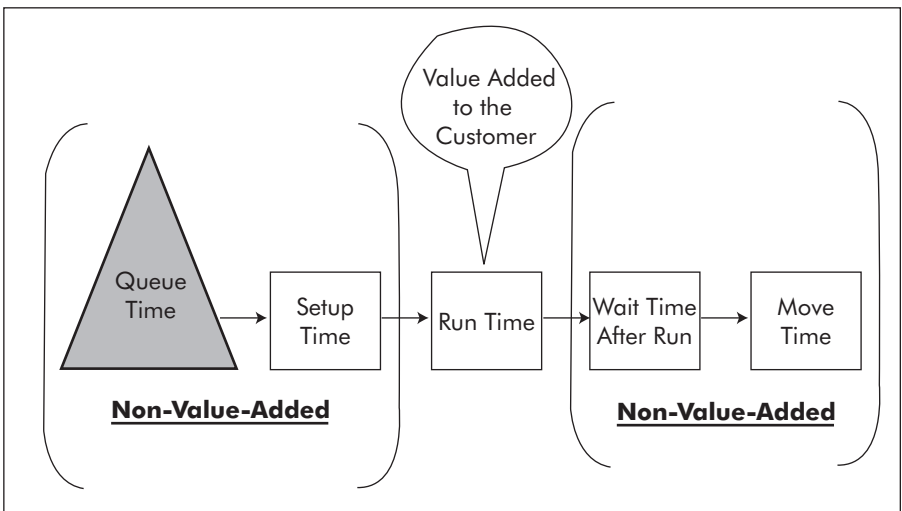 Value Added
to the
Customer
Queue
Time
Setup
Time
Run Time
Wait Time
After Run
Move
Time
Non-Value-Added
Non-Value-Added